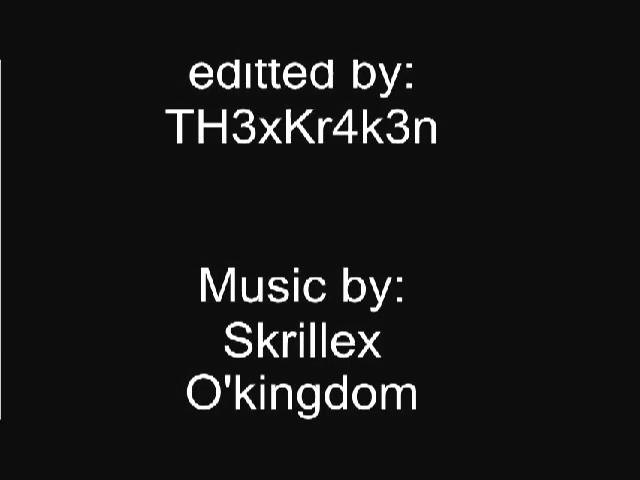 editted by:
TH3xKr4k3n
Music by:
Skrillex
O'kingdom